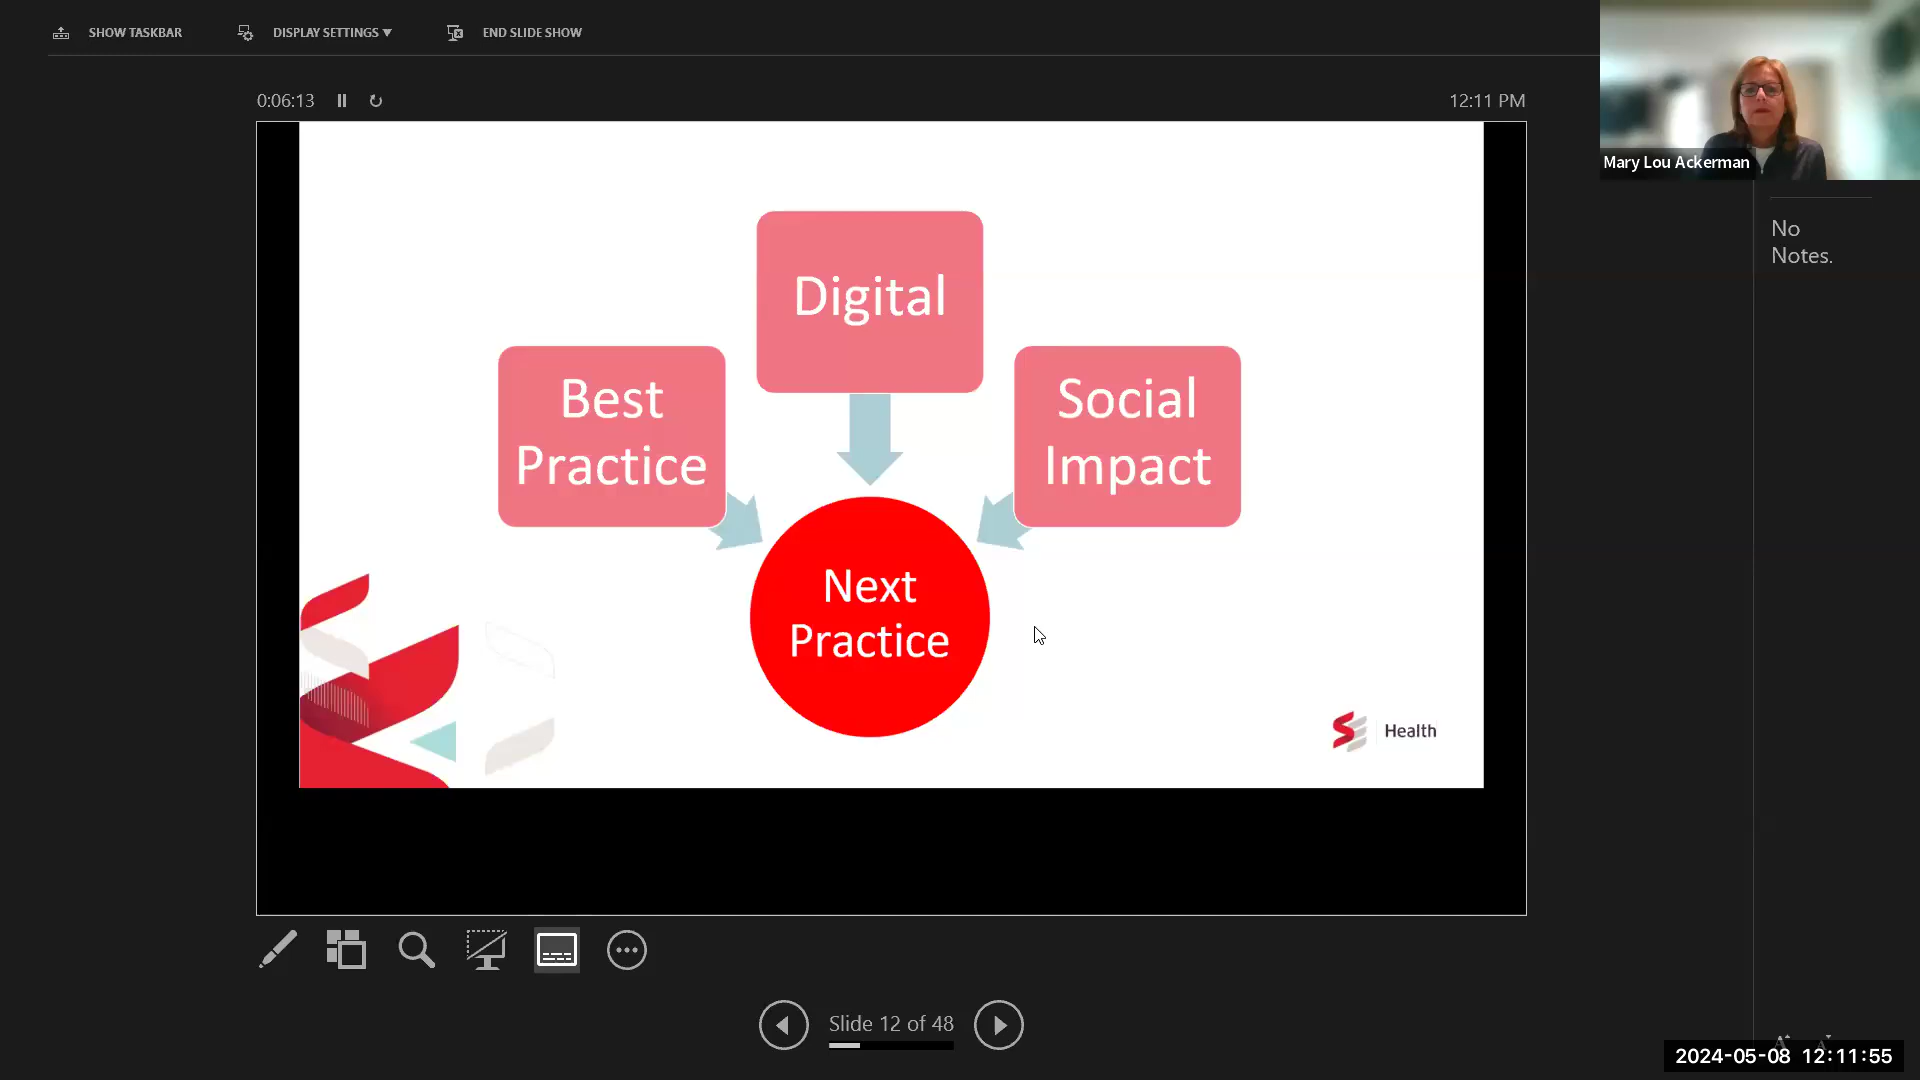 SHOW TASKBAR
DISPLAY SETTINGS ▼
END SLIDE SHOW
0:06:13
12:11 PM
Mary Lou Ackerman
No
Notes.
Digital
Best
Practice
Social
Impact
Next
Practice
Health
Slide 12 of 48
2024-05-08 12:11:55